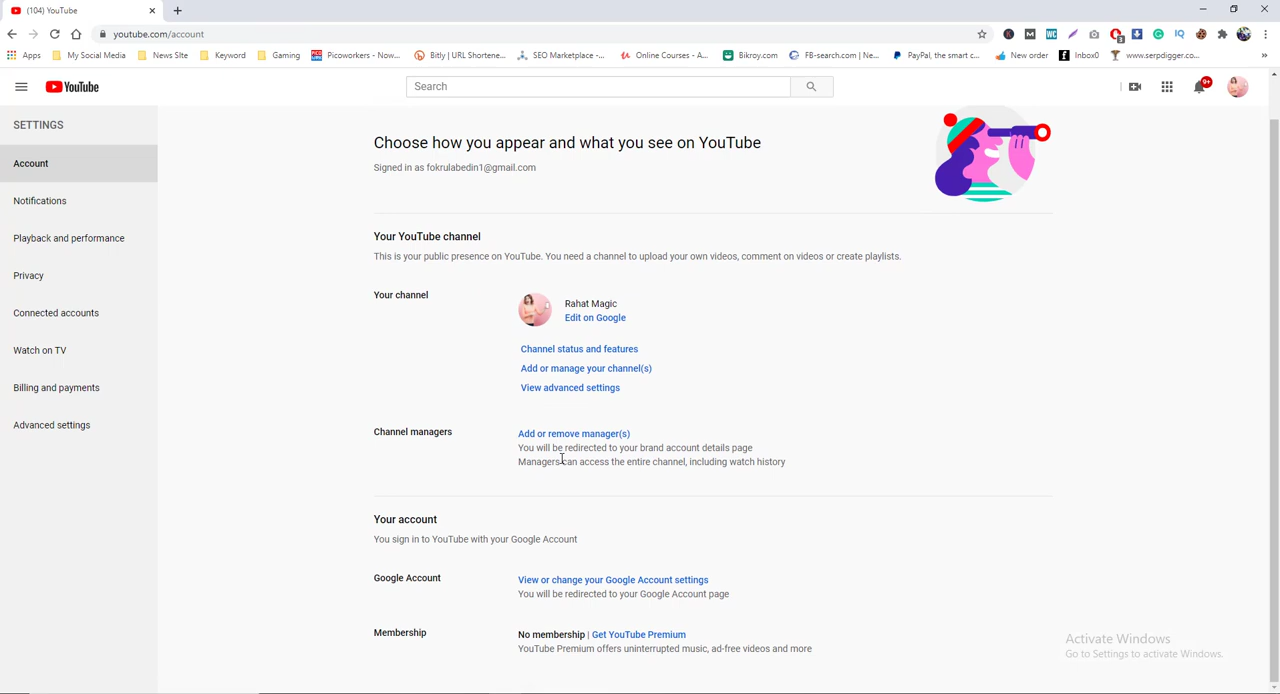 (104) YouTube
youtube.com/account
Apps
My Social Media
News Site
Keyword
Gaming
Picoworkers - Now...
Bitly | URL Shortene...
SEO Marketplace -...
Online Courses - A...
Bikroy.com
FB-search.com | Ne...
PayPal, the smart c...
New order
Inbox0
www.serpdigger.co...
»
YouTube
Search
9+
SETTINGS
Account
Notifications
Playback and performance
Privacy
Connected accounts
Watch on TV
Billing and payments
Advanced settings
Choose how you appear and what you see on YouTube
Signed in as fokrulabedin1@gmail.com
Your YouTube channel
This is your public presence on YouTube. You need a channel to upload your own videos, comment on videos or create playlists.
Your channel
Rahat Magic
Edit on Google
Channel status and features
Add or manage your channel(s)
View advanced settings
Channel managers
Add or remove manager(s)
You will be redirected to your brand account details page
Managers can access the entire channel, including watch history
Your account
You sign in to YouTube with your Google Account
Google Account
View or change your Google Account settings
You will be redirected to your Google Account page
Membership
No membership | Get YouTube Premium
YouTube Premium offers uninterrupted music, ad-free videos and more
Activate Windows
Go to Settings to activate Windows.